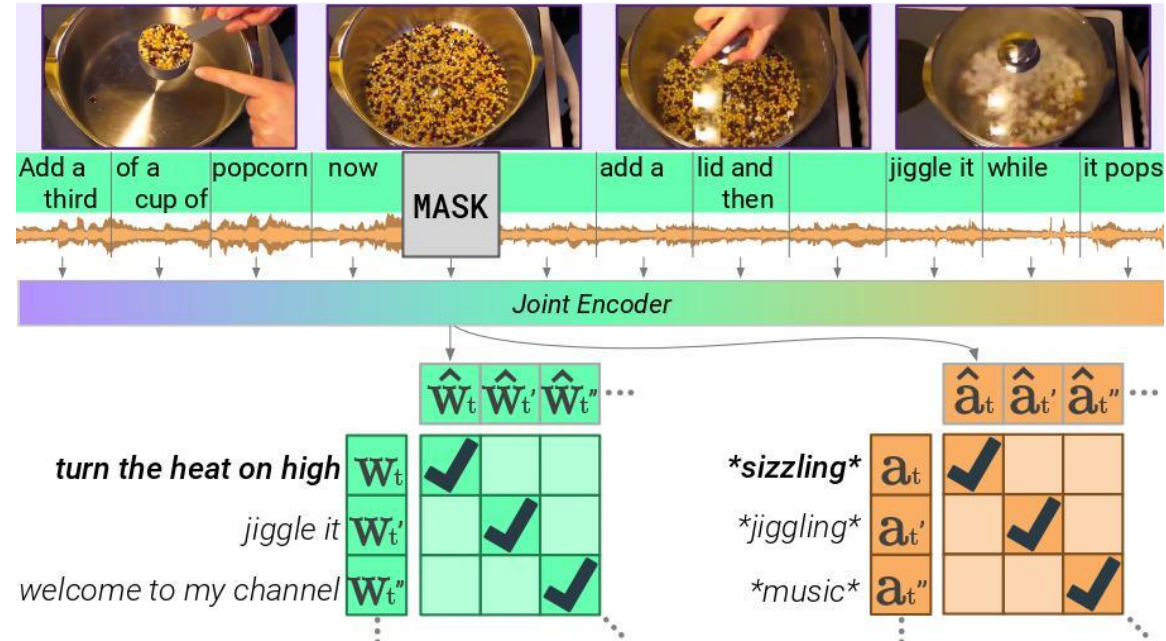 Add a third
of a cup of
popcorn
now
MASK
add a
lid and then
jiggle it
while
it pops
Joint Encoder
ŵt ŵt' ŵt'' ...
ât ât' ât'' ...
turn the heat on high wt
jiggle it wt'
welcome to my channel wt''
*sizzling* at
*jiggling* at'
*music* at''